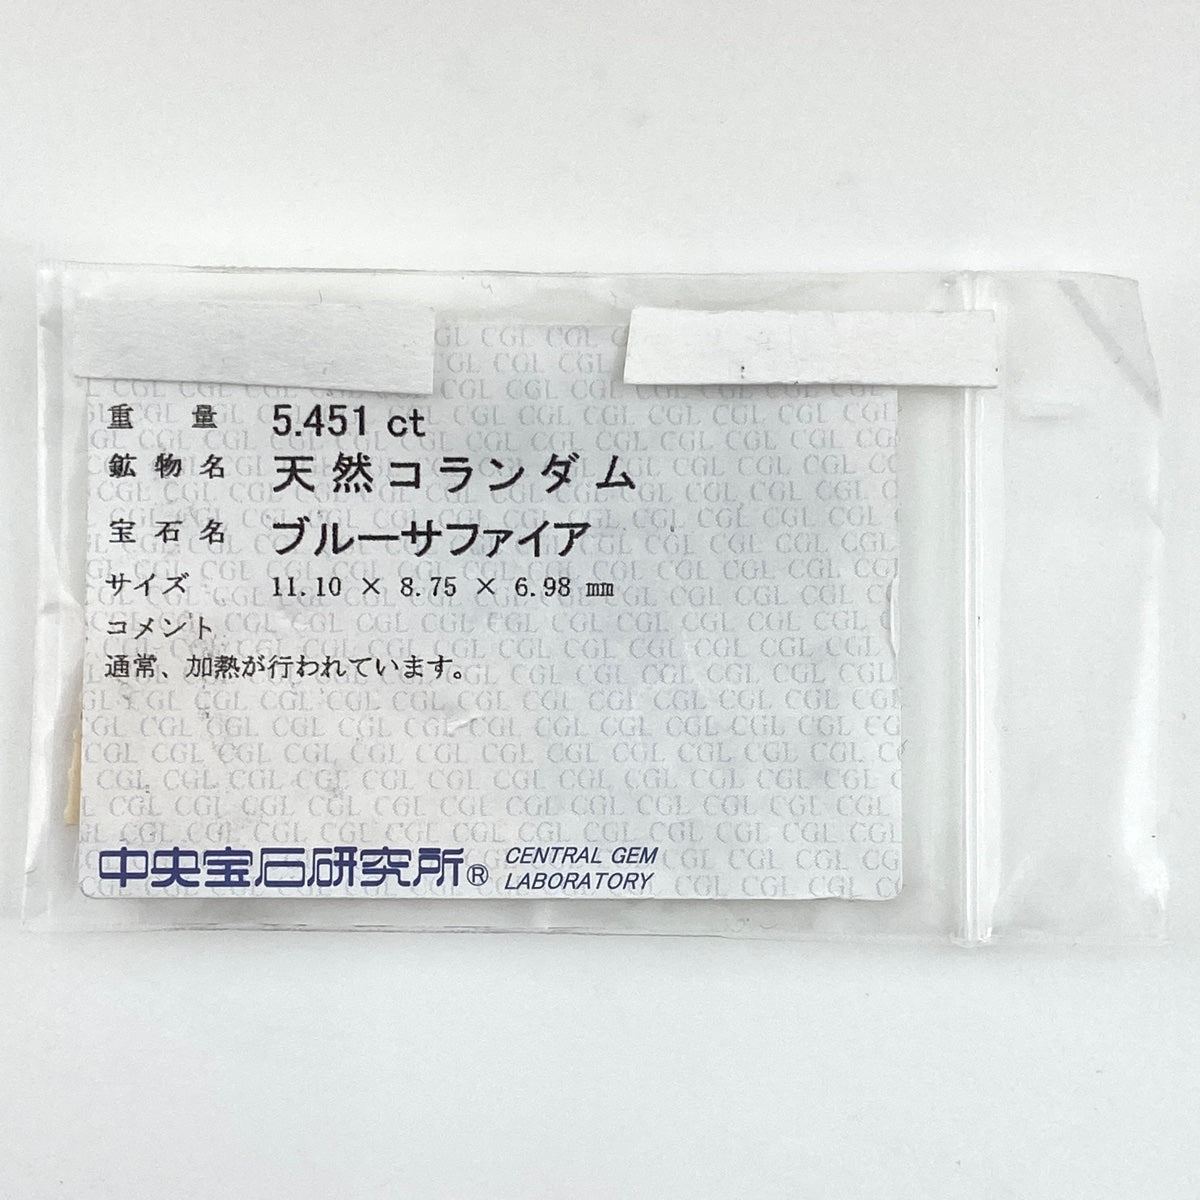 重量 5.451 ct
鉱物名 天然コランダム
宝石名 ブルーサファイア
サイズ 11.10 × 8.75 × 6.98 ㎜
コメント
通常、加熱が行われています。
中央宝石研究所® CENTRAL GEM
LABORATORY